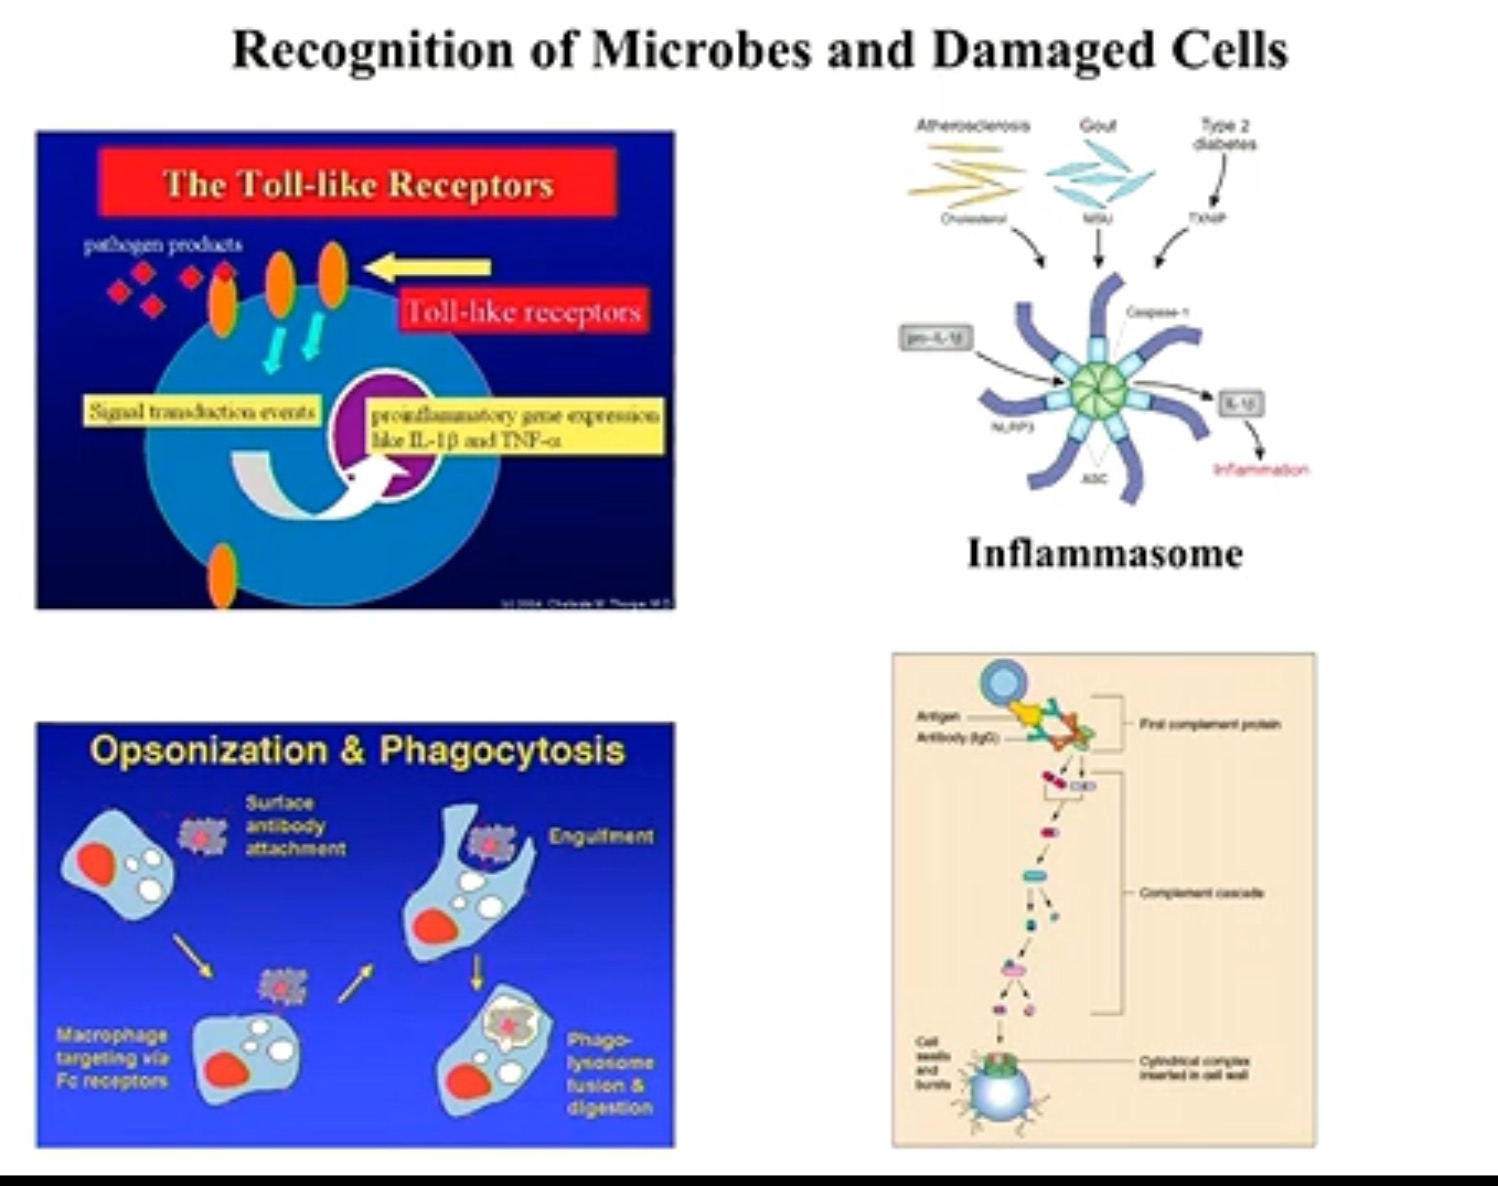 Recognition of Microbes and Damaged Cells
The Toll-like Receptors
pathogen products
Toll-like receptors
Signal transduction events
proinflammatory gene expression
like IL-1β and TNF-α
Atherosclerosis
Gout
Type 2
diabetes
Cholesterol
MSU
TXNIP
Caspase-1
pro-IL-1β
IL-1β
NLRP3
ASC
Inflammation
Inflammasome
Opsonization & Phagocytosis
Surface
antibody
attachment
Engulfment
Macrophage
targeting via
Fc receptors
Phago-
lysosome
fusion &
digestion
Antigen
Antibody (IgG)
First complement protein
Complement cascade
Cell
swells
and
bursts
Cylindrical complex
inserted in cell wall